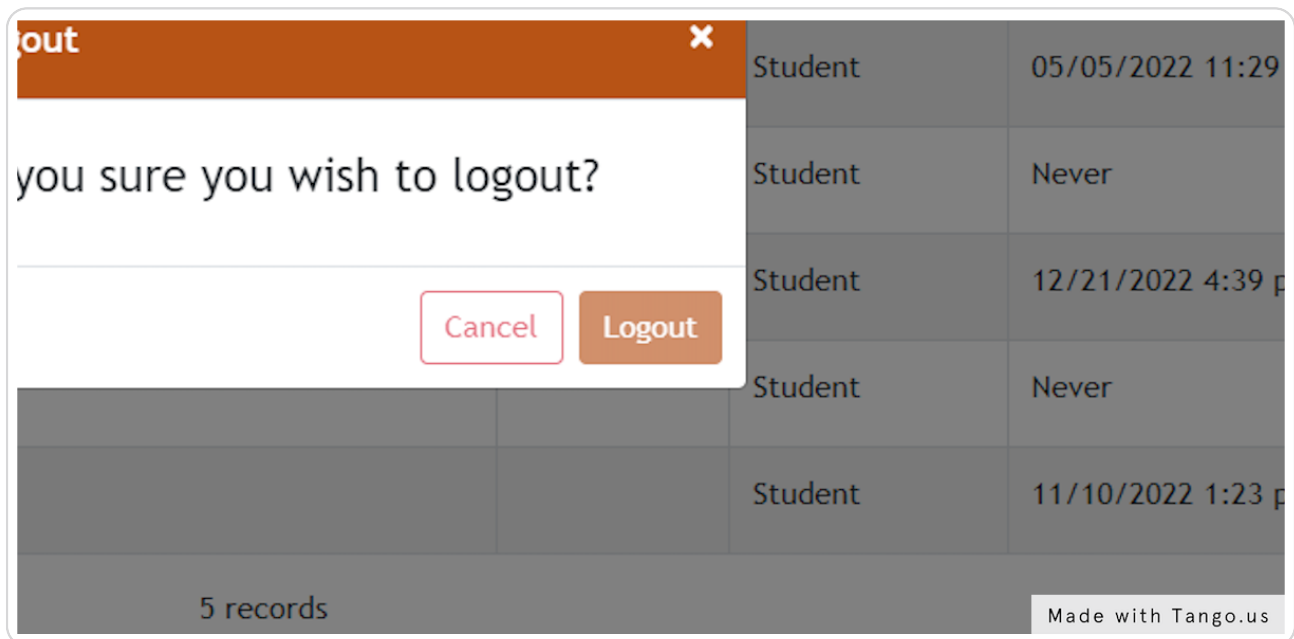 out
you sure you wish to logout?
Cancel Logout
Student 05/05/2022 11:29
Student Never
Student 12/21/2022 4:39 p
Student Never
Student 11/10/2022 1:23 p
5 records
Made with Tango.us